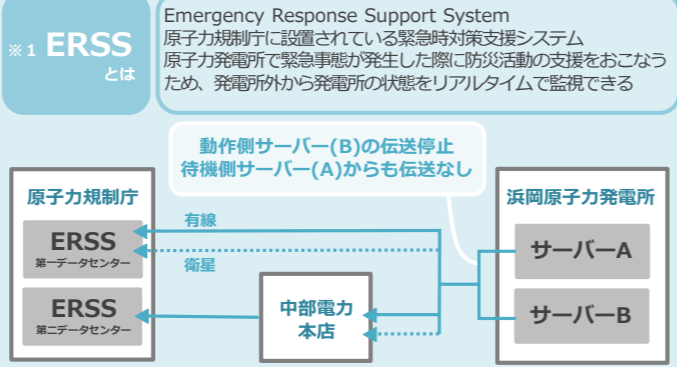 ※1 ERSS
とは
Emergency Response Support System
原子力規制庁に設置されている緊急時対策支援システム
原子力発電所で緊急事態が発生した際に防災活動の支援をおこなう
ため、発電所外から発電所の状態をリアルタイムで監視できる
動作側サーバー(B)の伝送停止
待機側サーバー(A)からも伝送なし
原子力規制庁
ERSS
第一データセンター
ERSS
第二データセンター
有線
衛星
中部電力
本店
浜岡原子力発電所
サーバーA
サーバーB